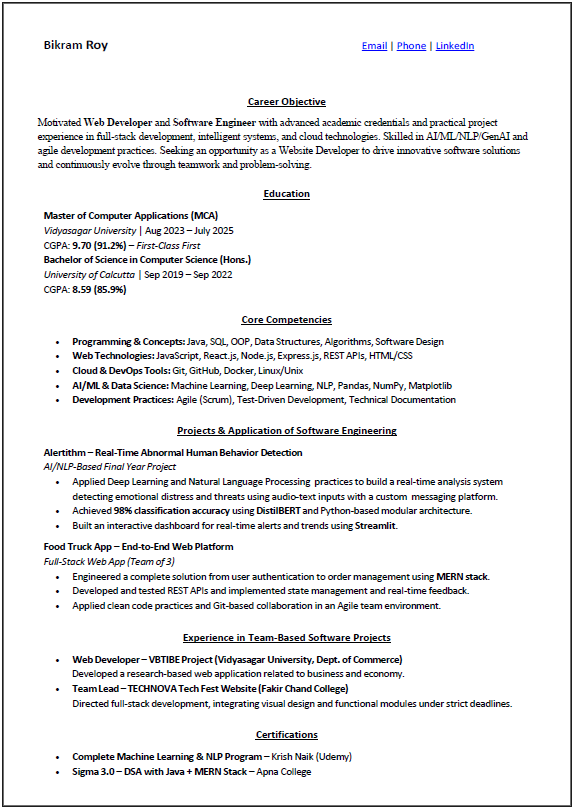 Bikram Roy Email | Phone | LinkedIn
Career Objective
Motivated Web Developer and Software Engineer with advanced academic credentials and practical project
experience in full-stack development, intelligent systems, and cloud technologies. Skilled in AI/ML/NLP/GenAI and
agile development practices. Seeking an opportunity as a Website Developer to drive innovative software solutions
and continuously evolve through teamwork and problem-solving.
Education
Master of Computer Applications (MCA)
Vidyasagar University | Aug 2023 – July 2025
CGPA: 9.70 (91.2%) – First-Class First
Bachelor of Science in Computer Science (Hons.)
University of Calcutta | Sep 2019 – Sep 2022
CGPA: 8.59 (85.9%)
Core Competencies
• Programming & Concepts: Java, SQL, OOP, Data Structures, Algorithms, Software Design
• Web Technologies: JavaScript, React.js, Node.js, Express.js, REST APIs, HTML/CSS
• Cloud & DevOps Tools: Git, GitHub, Docker, Linux/Unix
• AI/ML & Data Science: Machine Learning, Deep Learning, NLP, Pandas, NumPy, Matplotlib
• Development Practices: Agile (Scrum), Test-Driven Development, Technical Documentation
Projects & Application of Software Engineering
Alertithm – Real-Time Abnormal Human Behavior Detection
AI/NLP-Based Final Year Project
• Applied Deep Learning and Natural Language Processing practices to build a real-time analysis system
detecting emotional distress and threats using audio-text inputs with a custom messaging platform.
• Achieved 98% classification accuracy using DistilBERT and Python-based modular architecture.
• Built an interactive dashboard for real-time alerts and trends using Streamlit.
Food Truck App – End-to-End Web Platform
Full-Stack Web App (Team of 3)
• Engineered a complete solution from user authentication to order management using MERN stack.
• Developed and tested REST APIs and implemented state management and real-time feedback.
• Applied clean code practices and Git-based collaboration in an Agile team environment.
Experience in Team-Based Software Projects
• Web Developer – VBTIBE Project (Vidyasagar University, Dept. of Commerce)
Developed a research-based web application related to business and economy.
• Team Lead – TECHNOVA Tech Fest Website (Fakir Chand College)
Directed full-stack development, integrating visual design and functional modules under strict deadlines.
Certifications
• Complete Machine Learning & NLP Program – Krish Naik (Udemy)
• Sigma 3.0 – DSA with Java + MERN Stack – Apna College